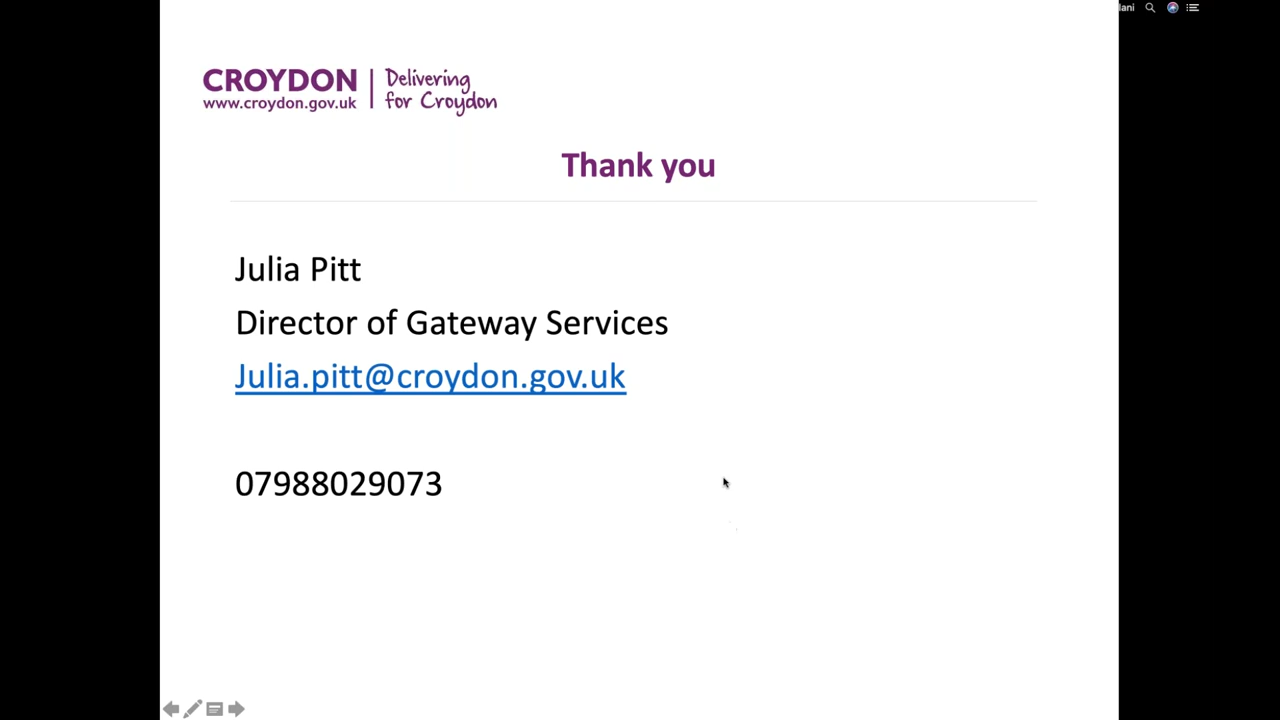 lani
CROYDON
www.croydon.gov.uk
Delivering
for Croydon
Thank you
Julia Pitt
Director of Gateway Services
Julia.pitt@croydon.gov.uk
07988029073